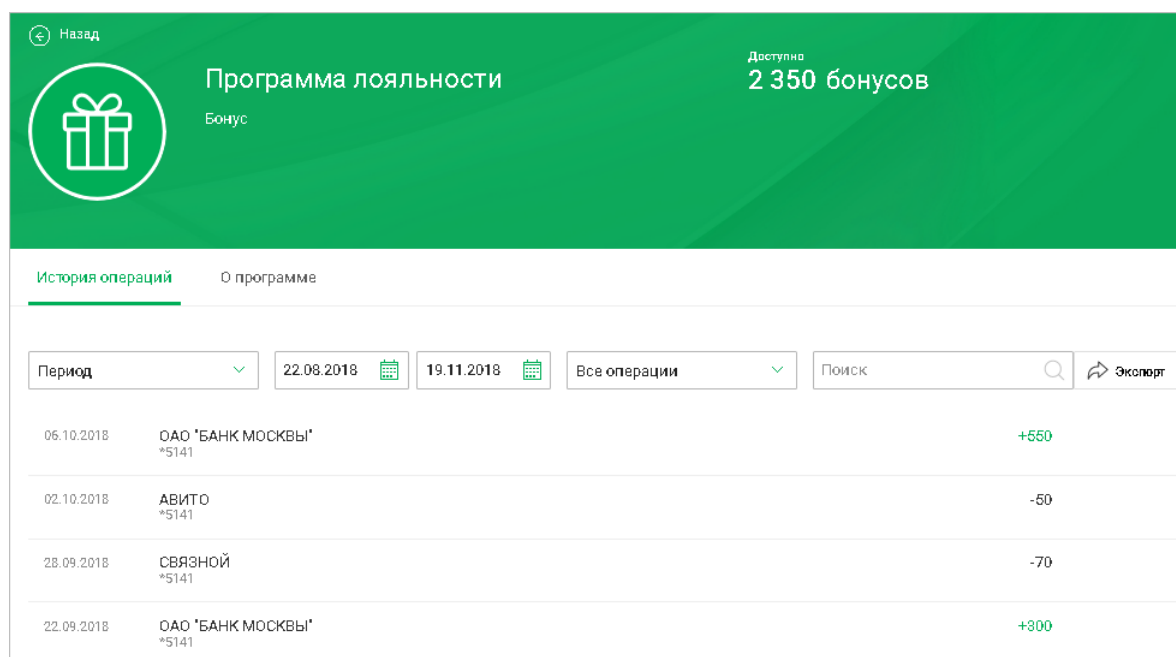 Назад
Программа лояльности
Бонус
Доступно
2 350 бонусов
История операций
О программе
Период
22.08.2018
19.11.2018
Все операции
Поиск
Экспорт
06.10.2018 ОАО "БАНК МОСКВЫ" +550
*5141
02.10.2018 АВИТО -50
*5141
28.09.2018 СВЯЗНОЙ -70
*5141
22.09.2018 ОАО "БАНК МОСКВЫ" +300
*5141